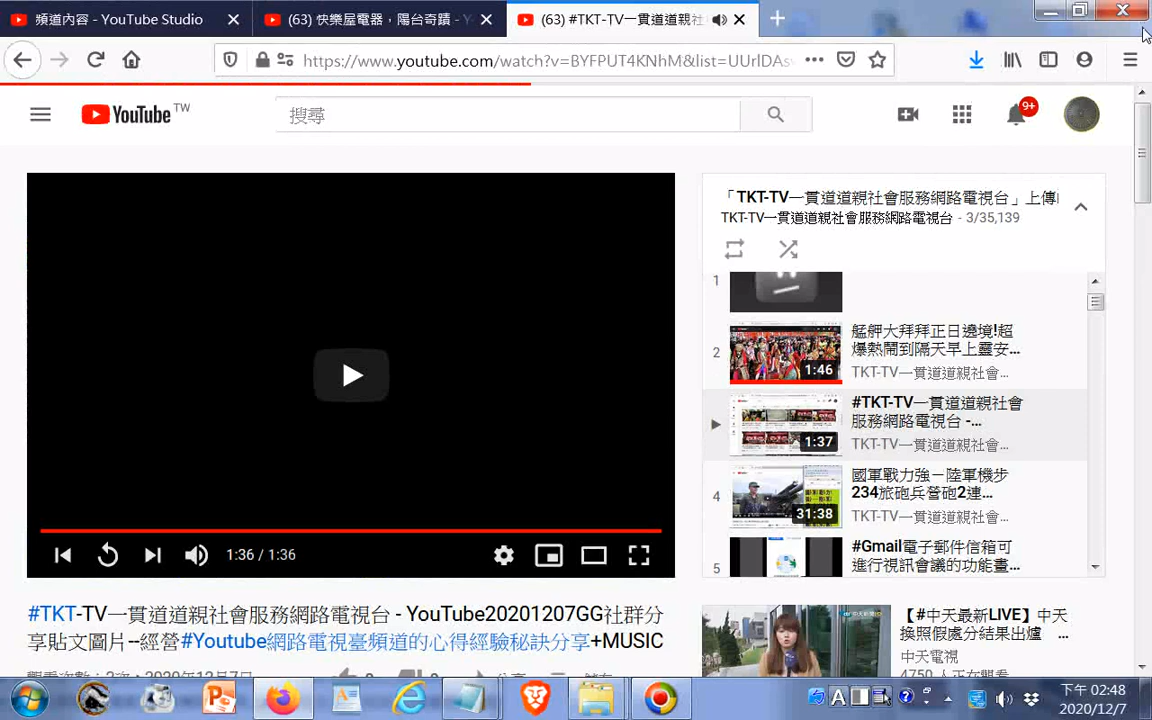 頻道內容 - YouTube Studio
(63) 快樂屋電器，陽台奇蹟 - Y
(63) #TKT-TV一貫道道親社
https://www.youtube.com/watch?v=BYFPUT4KNhM&list=UUrlDAs
YouTube TW
搜尋
9+
「TKT-TV一貫道道親社會服務網路電視台」上傳
TKT-TV一貫道道親社會服務網路電視台 - 3/35,139
1
2
1:46
艋舺大拜拜正日遶境!超
爆熱鬧到隔天早上靈安...
TKT-TV一貫道道親社會...
1:37
#TKT-TV一貫道道親社會
服務網路電視台 -...
TKT-TV一貫道道親社會...
4
31:38
國軍戰力強－陸軍機步
234旅砲兵營砲2連...
TKT-TV一貫道道親社會...
5
#Gmail電子郵件信箱可
進行視訊會議的功能畫...
1:36 / 1:36
#TKT-TV一貫道道親社會服務網路電視台 - YouTube20201207GG社群分
享貼文圖片--經營#Youtube網路電視臺頻道的心得經驗秘訣分享+MUSIC
【#中天最新LIVE】中天
換照假處分結果出爐 ...
中天電視
下午 02:48
2020/12/7